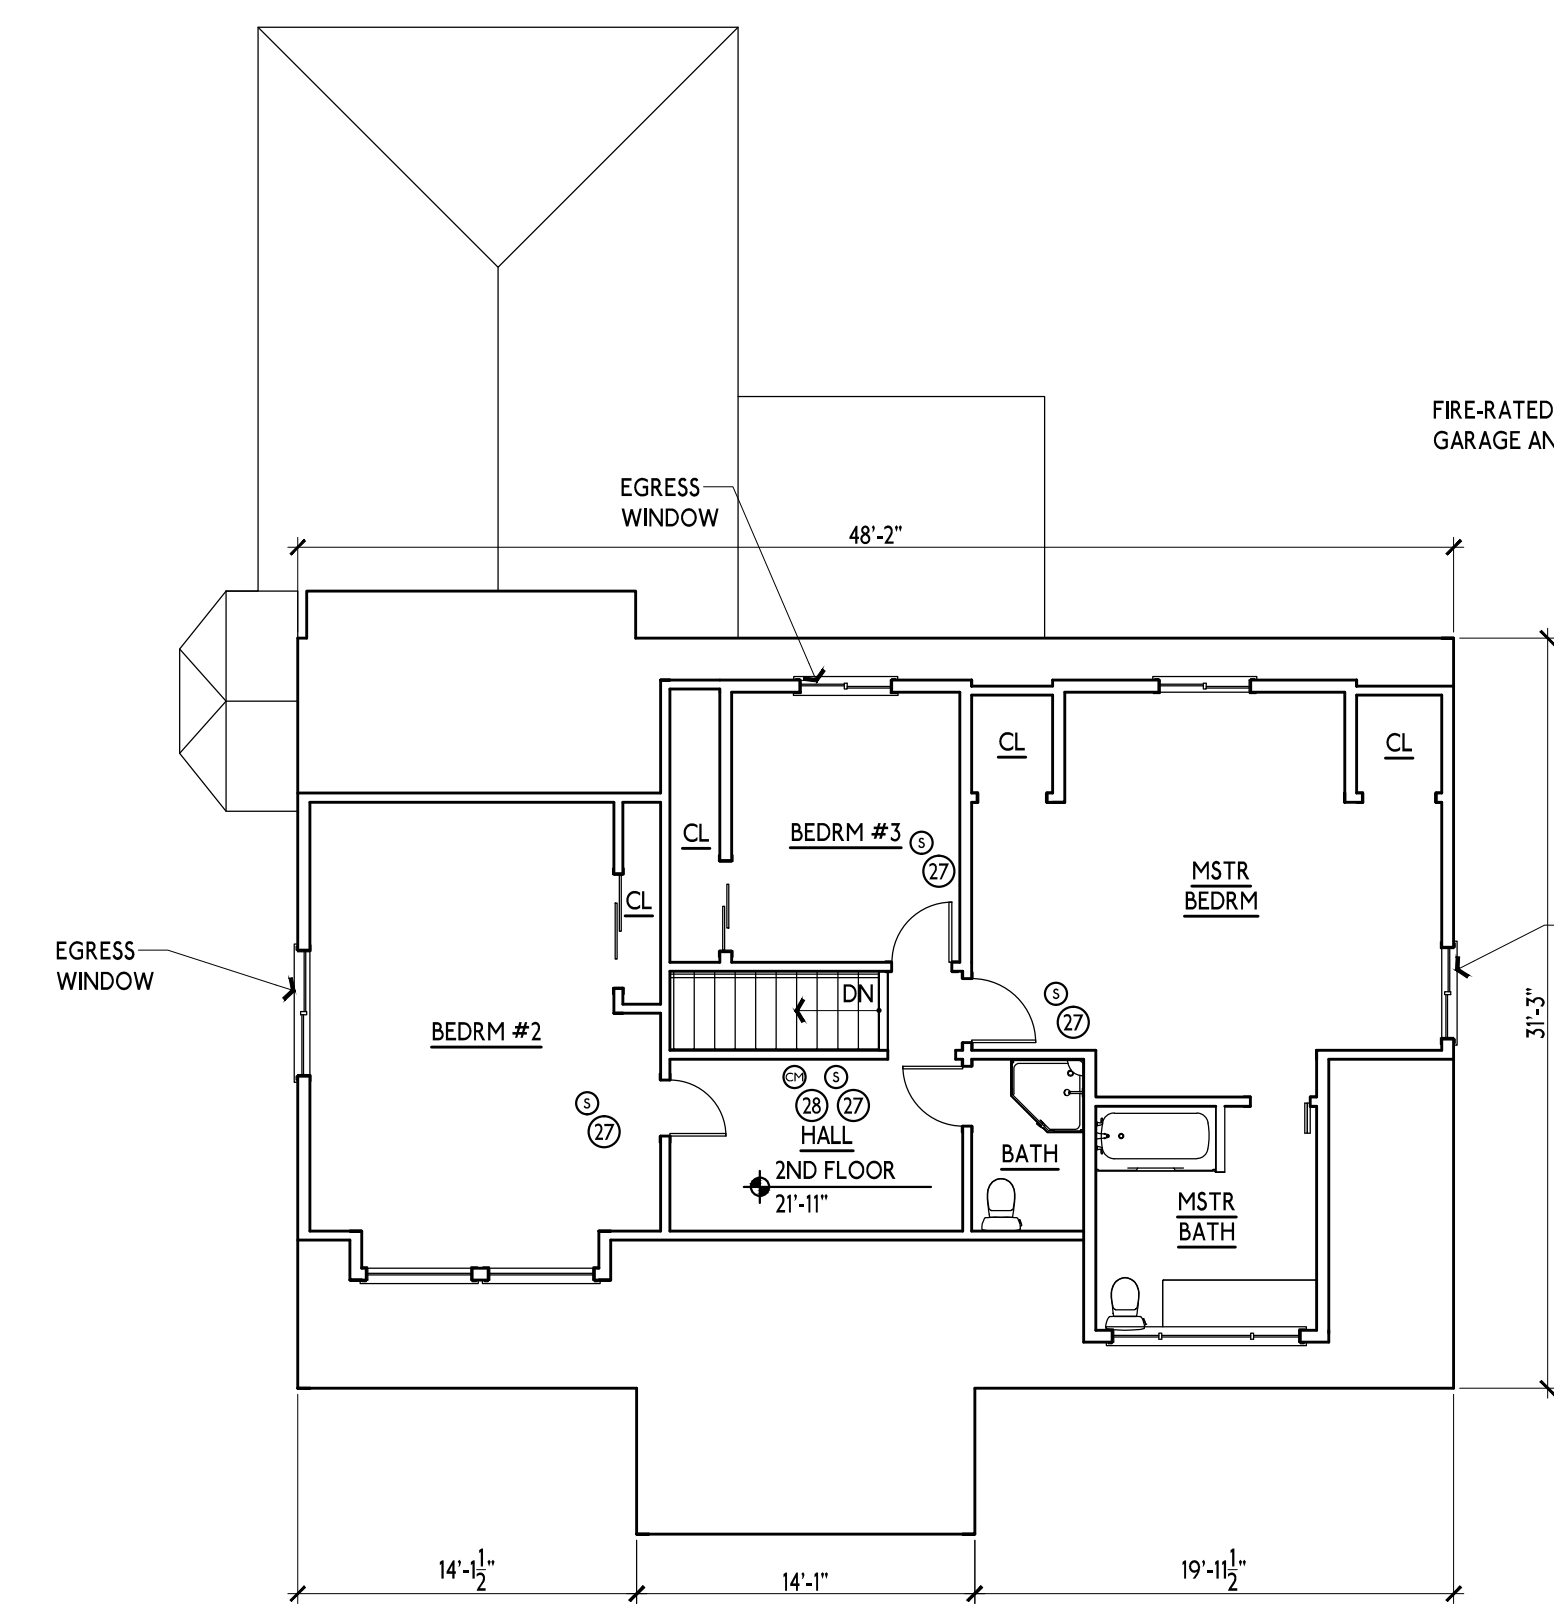 FIRE-RATED
GARAGE AN
EGRESS
WINDOW
48'-2"
CL
CL
CL
BEDRM #3
S
27
MSTR
BEDRM
CL
EGRESS
WINDOW
DN
S
27
31'-3"
BEDRM #2
CM
S
28
27
S
27
HALL
BATH
2ND FLOOR
21'-11"
MSTR
BATH
14'-1 1/2"
14'-1"
19'-11 1/2"